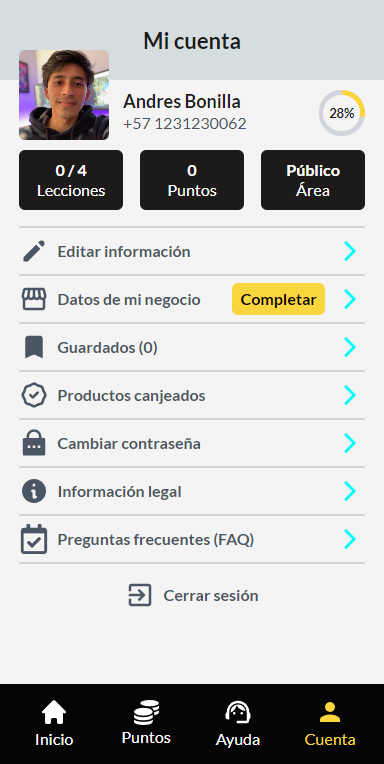 Mi cuenta
Andres Bonilla
+57 1231230062
28%
0 / 4
Lecciones
0
Puntos
Público
Área
Editar información
Datos de mi negocio
Completar
Guardados (0)
Productos canjeados
Cambiar contraseña
Información legal
Preguntas frecuentes (FAQ)
Cerrar sesión
Inicio
Puntos
Ayuda
Cuenta